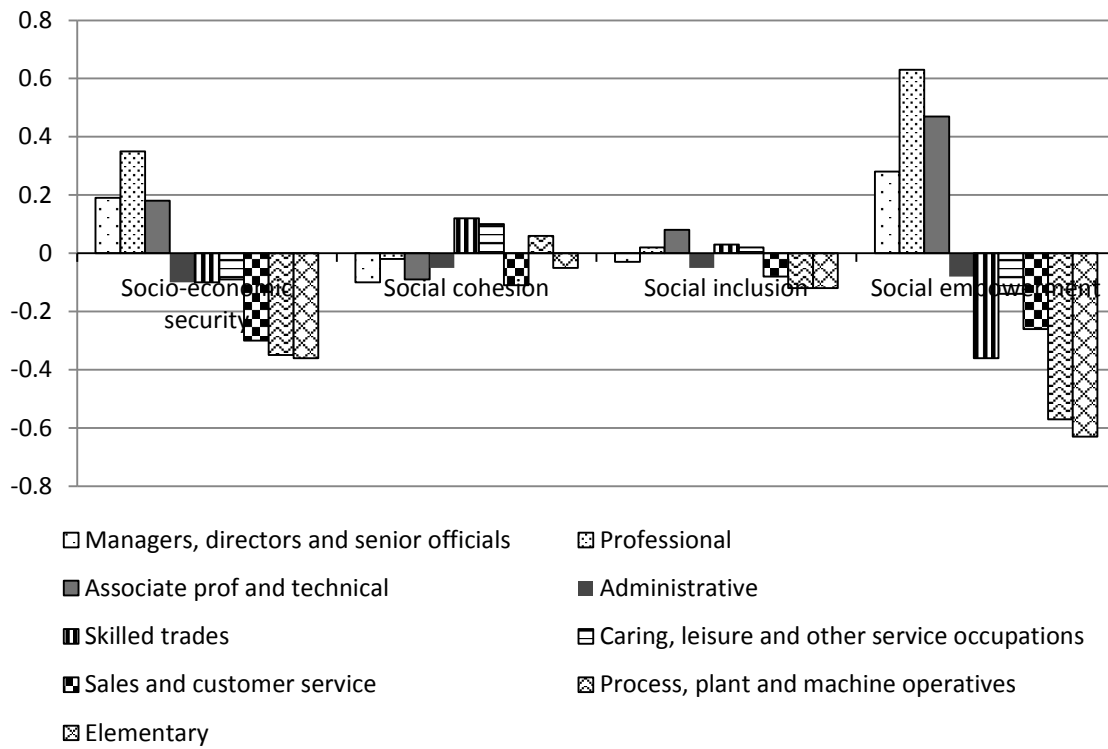 0.8
0.6
0.4
0.2
0
-0.2
-0.4
-0.6
-0.8
Socio-economic
security
Social cohesion
Social inclusion
Social empowerment
Managers, directors and senior officials
Professional
Associate prof and technical
Administrative
Skilled trades
Caring, leisure and other service occupations
Sales and customer service
Process, plant and machine operatives
Elementary